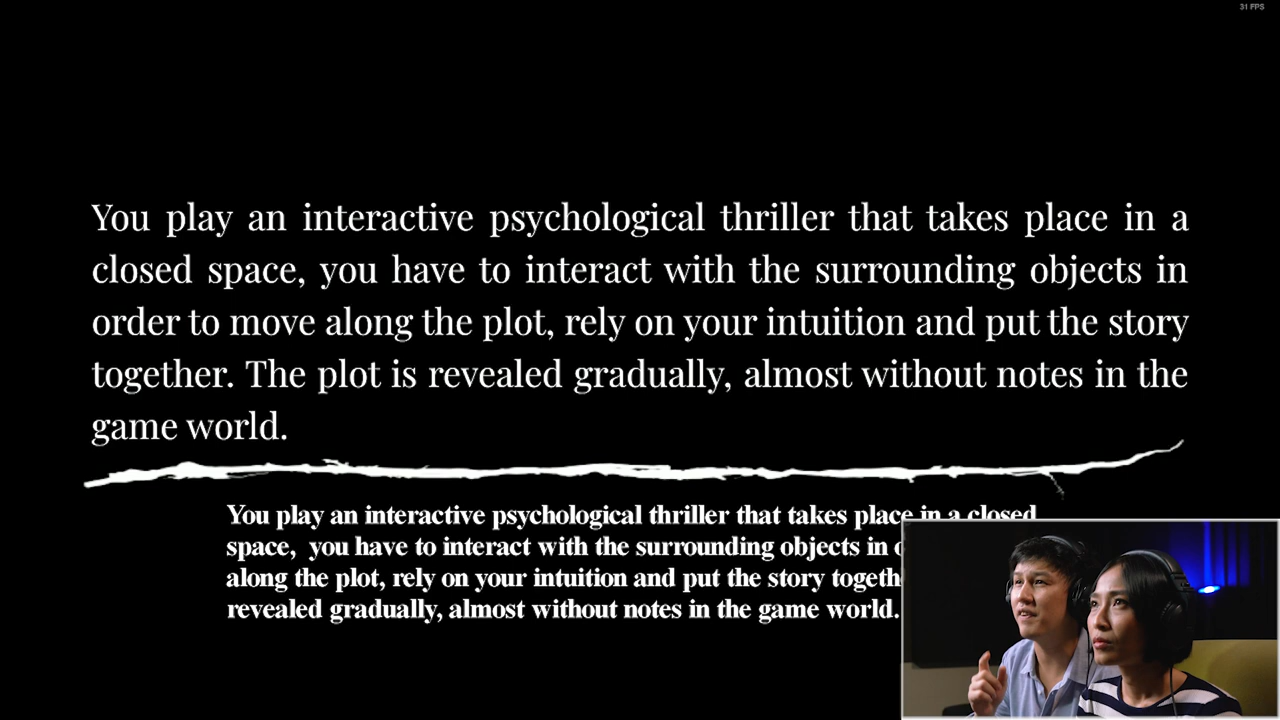 31 FPS
You play an interactive psychological thriller that takes place in a
closed space, you have to interact with the surrounding objects in
order to move along the plot, rely on your intuition and put the story
together. The plot is revealed gradually, almost without notes in the
game world.
You play an interactive psychological thriller that takes place in a closed
space, you have to interact with the surrounding objects in
along the plot, rely on your intuition and put the story
revealed gradually, almost without notes in the game world.